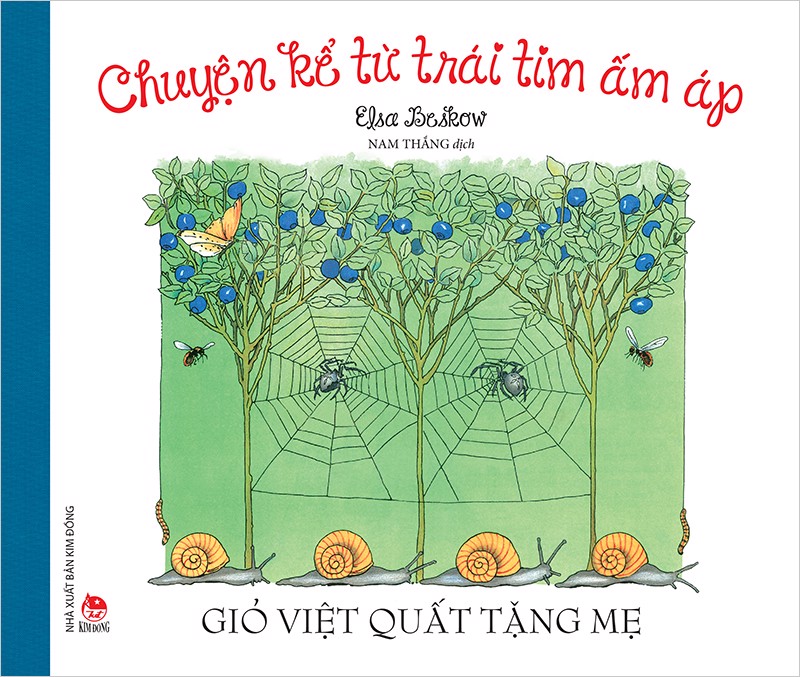 Chuyện kể từ trái tim ấm áp
Elsa Beskow
NAM THẮNG dịch
NHÀ XUẤT BẢN KIM ĐỒNG
KIM ĐỒNG
GIỎ VIỆT QUẤT TẶNG MẸ